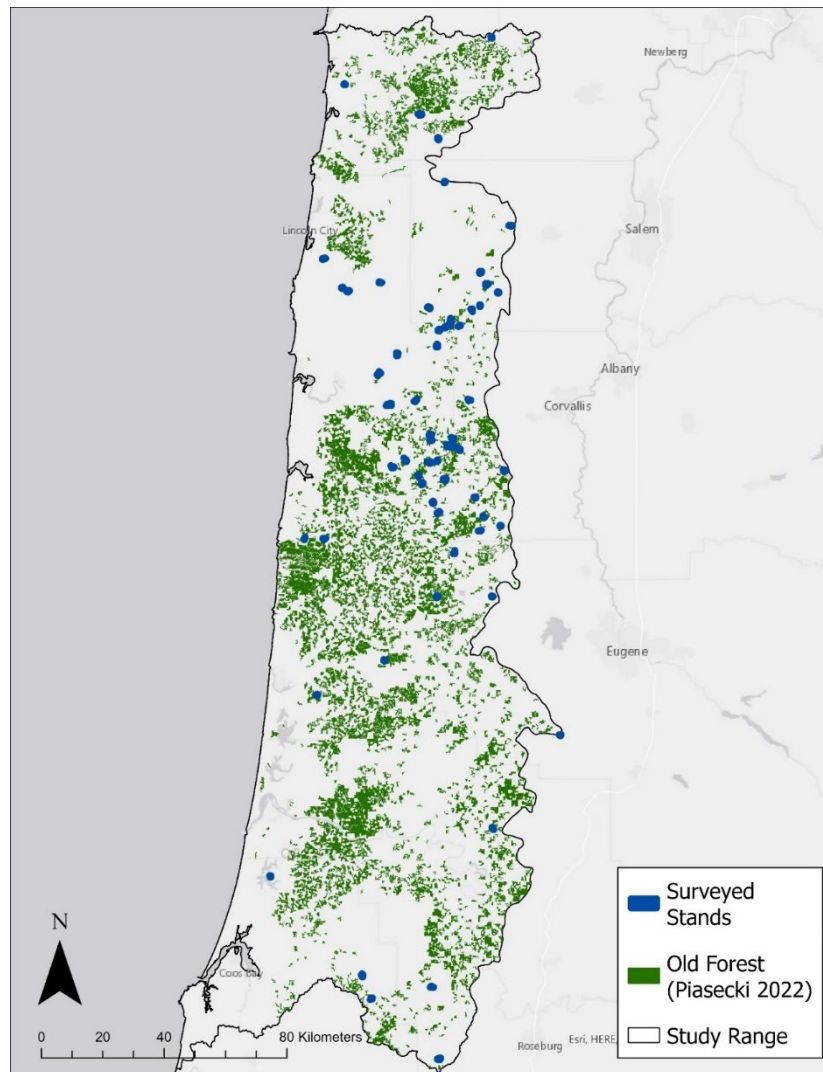 Newberg
Lincoln City
Salem
Albany
Corvallis
Eugene
Surveyed
Stands
N
Old Forest
(Piasecki 2022)
Coos Bay
Study Range
80 Kilometers
Esri, HERE,
Roseburg
0 20 40